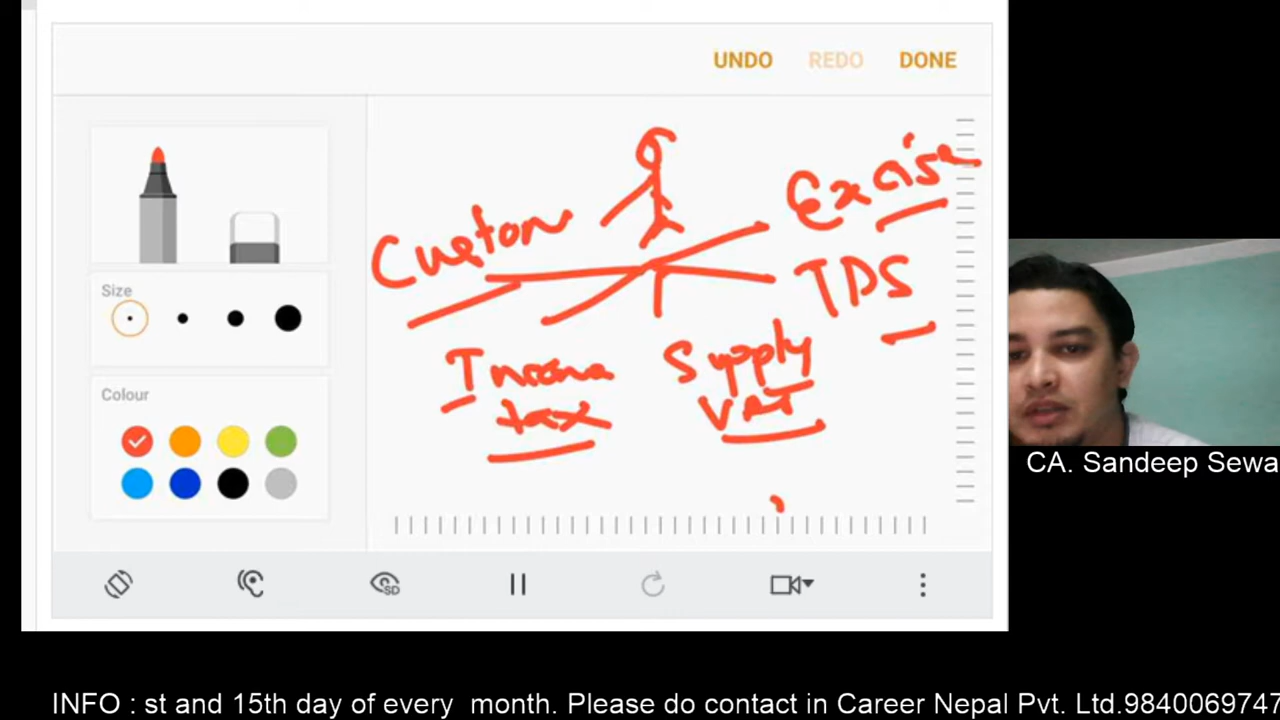 UNDO REDO DONE
Excise
Custom
TDS
Size
Income
tax
Supply
VAT
Colour
SD
CA. Sandeep Sewa
INFO : st and 15th day of every month. Please do contact in Career Nepal Pvt. Ltd.9840069747